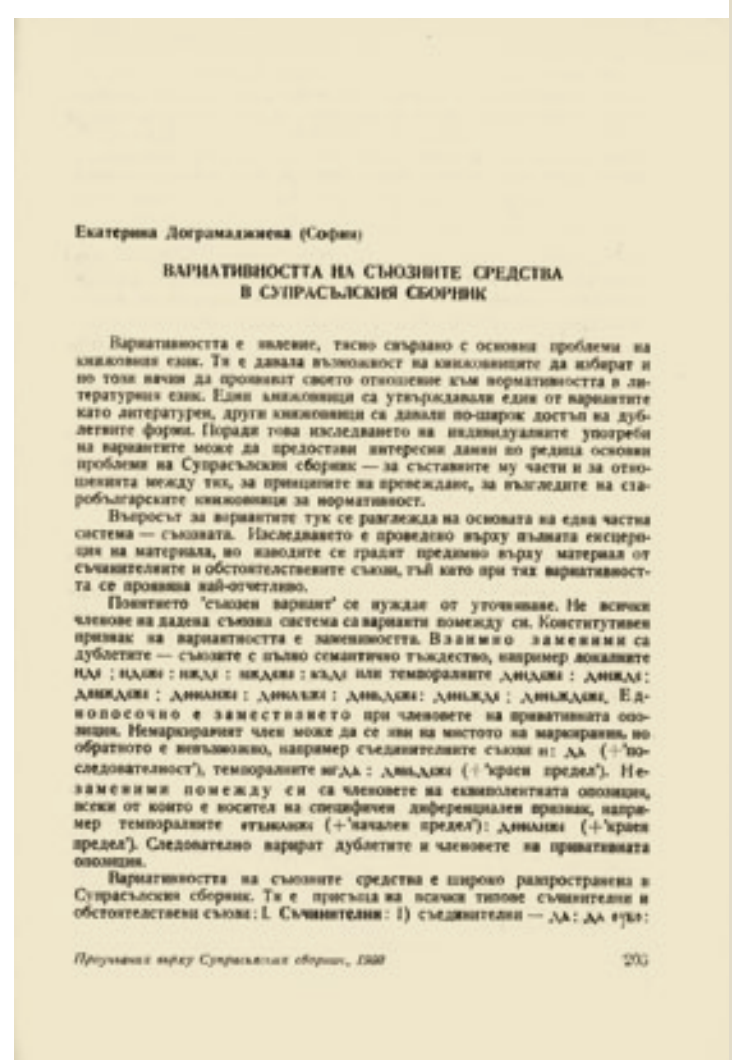 Екатерина Дограмаджиева (София)
ВАРИАТИВНОСТТА НА СЪЮЗНИТЕ СРЕДСТВА
В СУПРАСЪЛСКИЯ СБОРНИК
Вариативността е явление, тясно свързано с основни проблеми на
книжовния език. Тя е давала възможност на книжовниците да избират и
по този начин да проявяват своето отношение към нормативността в ли-
тературния език. Едни книжовници са утвърждавали един от вариантите
като литературен, други книжовници са давали по-широк достъп на дуб-
летните форми. Поради това изследването на индивидуалните употреби
на вариантите може да предостави интересни данни по редица основни
проблеми на Супрасълския сборник — за съставните му части и за отно-
шенията между тях, за принципите на превеждане, за възгледите на ста-
робългарските книжовници за нормативност.
Въпросът за вариантите тук се разглежда на основата на една частна
система — съюзната. Изследването е проведено върху пълната ексцерп-
ция на материала, но изводите се градят предимно върху материал от
съчинителните и обстоятелствените съюзи, тъй като при тях вариативност-
та се проявява най-отчетливо.
Понятието 'съюзен вариант' се нуждае от уточняване. Не всички
членове на дадена съюзна система са варианти помежду си. Конститутивен
признак на вариантността е заменимостта. Взаимно заменими са
дублетите — съюзите с пълно семантично тъждество, например локалните
или темпоралните
Ед-
нопосочно е заместването при членовете на привативната опо-
зиция. Немаркираният член може да се яви на мястото на маркирания, но
обратното е невъзможно, например съединителните съюзи и : да (+'по-
следователност'), темпоралните (+'краен предел'). Не-
заменими помежду си са членовете на еквиполентната опозиция,
всеки от които е носител на специфичен диференциален признак, напри-
мер темпоралните (+'начален предел'): (+'краен
предел'). Следователно варират дублетите и членовете на привативната
опозиция.
Вариативността на съюзните средства е широко разпространена в
Супрасълския сборник. Тя е присъща на всички типове съчинителни и
обстоятелствени съюзи: I. Съчинителни: 1) съединителни — да : да
Проучвания върху Супрасълския сборник, 1980
203